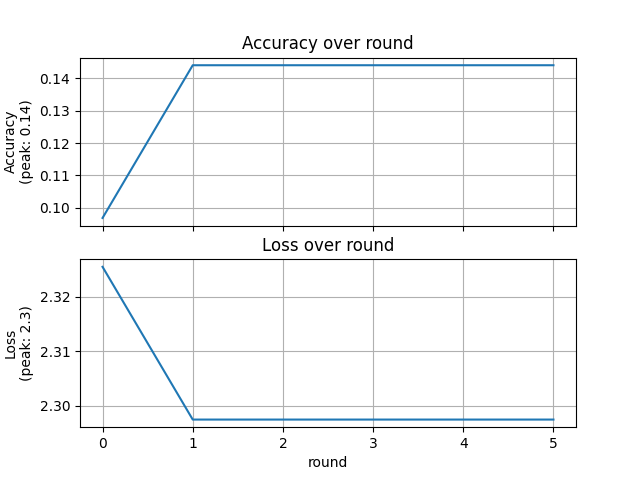 Accuracy over round
0.14
0.13
0.12
0.11
0.10
Accuracy
(peak: 0.14)
Loss over round
2.32
2.31
2.30
Loss
(peak: 2.3)
0 1 2 3 4 5
round